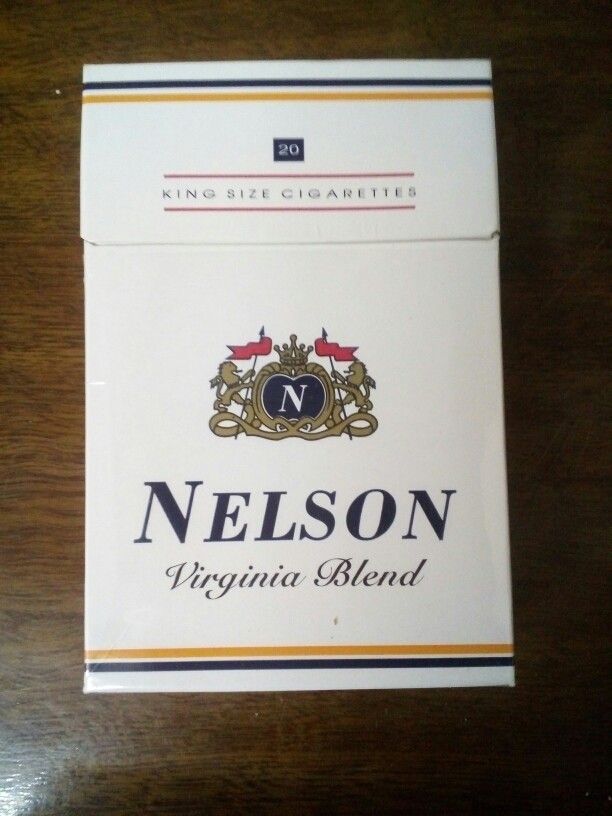 20
KING SIZE CIGARETTES
N
NELSON
Virginia Blend